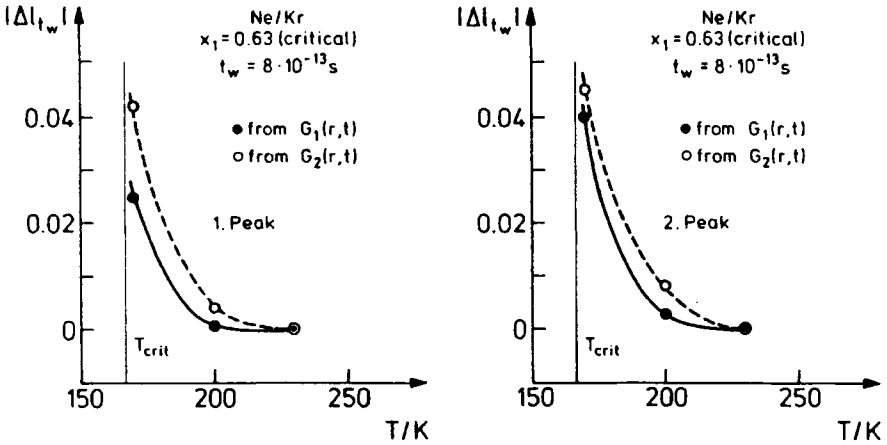 |Δ|t_w|
Ne/Kr
x₁=0.63 (critical)
t_w = 8·10⁻¹³s
● from G₁(r,t)
○ from G₂(r,t)
0.04
0.02
0
1. Peak
T_crit
150
200
250
T/K
|Δ|t_w|
Ne/Kr
x₁=0.63 (critical)
t_w = 8·10⁻¹³s
● from G₁(r,t)
○ from G₂(r,t)
0.04
0.02
0
2. Peak
T_crit
150
200
250
T/K